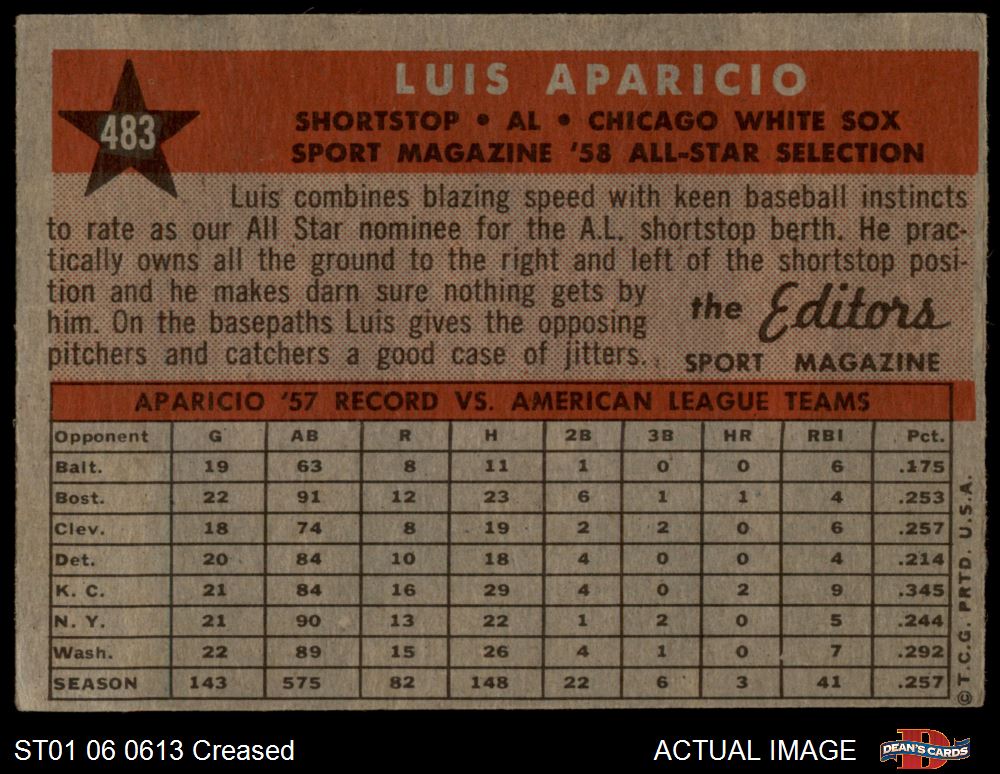 LUIS APARICIO
483
SHORTSTOP • AL • CHICAGO WHITE SOX
SPORT MAGAZINE '58 ALL-STAR SELECTION
Luis combines blazing speed with keen baseball instincts
to rate as our All Star nominee for the A.L. shortstop berth. He prac-
tically owns all the ground to the right and left of the shortstop posi-
tion and he makes darn sure nothing gets by
him. On the basepaths Luis gives the opposing
pitchers and catchers a good case of jitters.
the Editors
SPORT MAGAZINE
APARICIO '57 RECORD VS. AMERICAN LEAGUE TEAMS
Opponent G AB R H 2B 3B HR RBI Pct.
Balt. 19 63 8 11 1 0 0 6 .175
Bost. 22 91 12 23 6 1 1 4 .253
Clev. 18 74 8 19 2 2 0 6 .257
Det. 20 84 10 18 4 0 0 4 .214
K. C. 21 84 16 29 4 0 2 9 .345
N. Y. 21 90 13 22 1 2 0 5 .244
Wash. 22 89 15 26 4 1 0 7 .292
SEASON 143 575 82 148 22 6 3 41 .257
© T.C.G. PRTD. U.S.A.
ST01 06 0613 Creased
ACTUAL IMAGE
DEAN'S CARDS